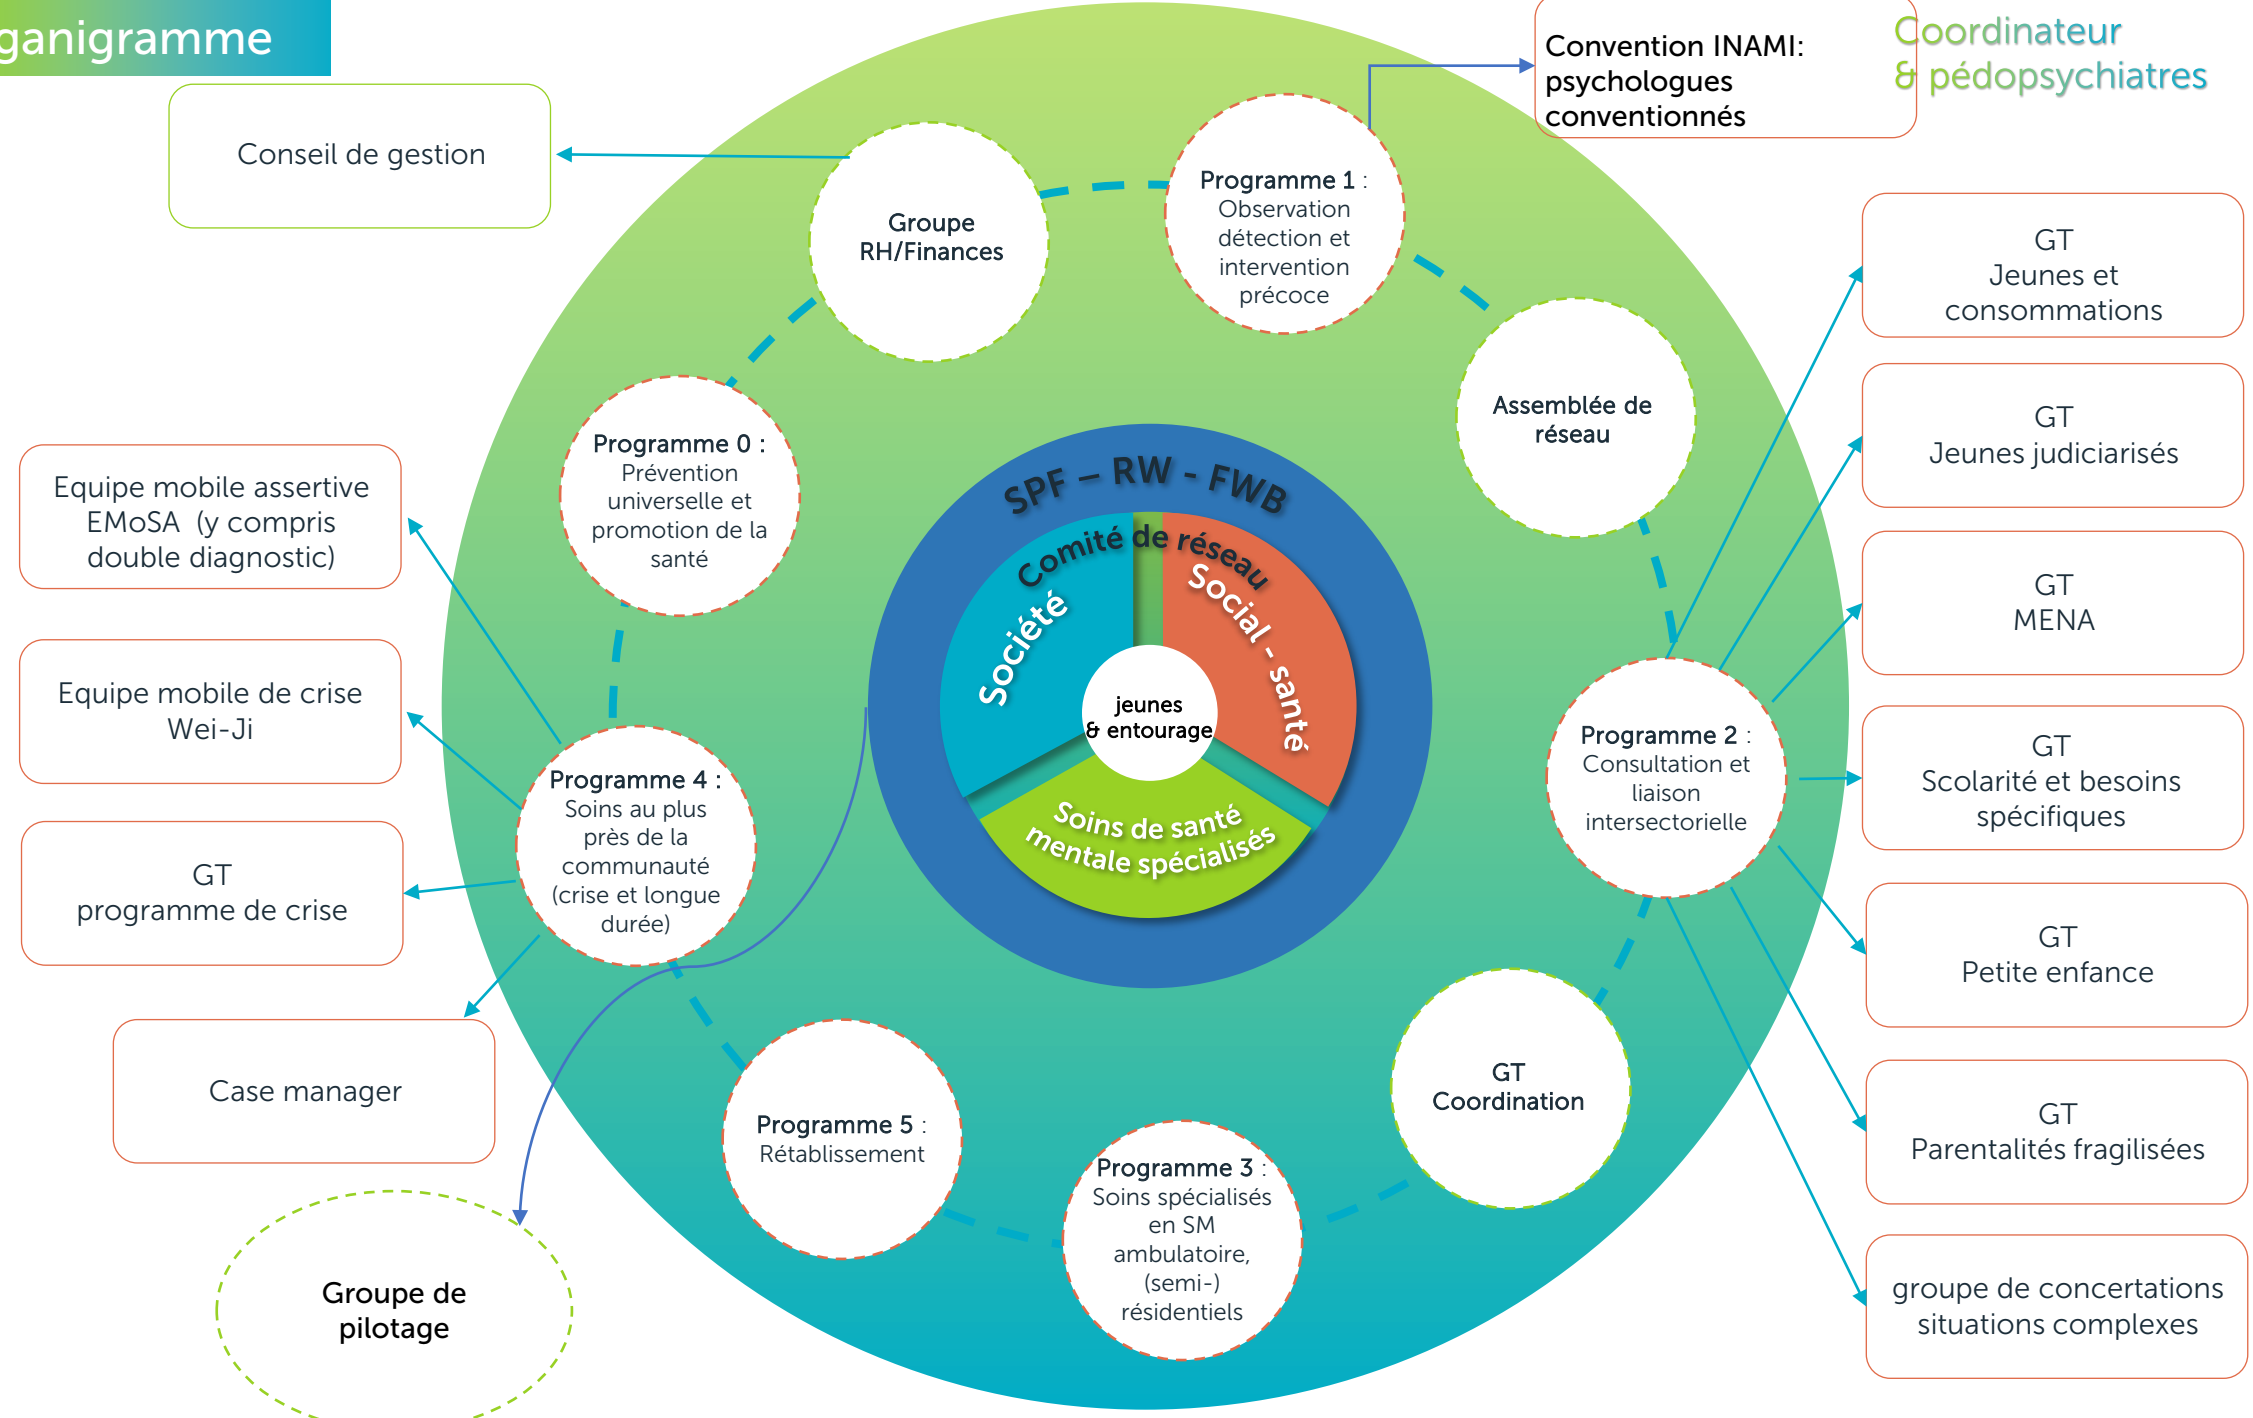 ganigramme
Coordinateur
& pédopsychiatres
Convention INAMI:
psychologues
conventionnés
Conseil de gestion
Groupe
RH/Finances
Programme 1 :
Observation
détection et
intervention
précoce
Assemblée de
réseau
Programme 0 :
Prévention
universelle et
promotion de la
santé
SPF – RW - FWB
Comité de réseau
Société
Social - santé
jeunes
& entourage
Soins de santé
mentale spécialisés
Programme 2 :
Consultation et
liaison
intersectorielle
Programme 4 :
Soins au plus
près de la
communauté
(crise et longue
durée)
GT
Coordination
Programme 5 :
Rétablissement
Programme 3 :
Soins spécialisés
en SM
ambulatoire,
(semi-)
résidentiels
Equipe mobile assertive
EMoSA (y compris
double diagnostic)
Equipe mobile de crise
Wei-Ji
GT
programme de crise
Case manager
Groupe de
pilotage
GT
Jeunes et
consommations
GT
Jeunes judiciarisés
GT
MENA
GT
Scolarité et besoins
spécifiques
GT
Petite enfance
GT
Parentalités fragilisées
groupe de concertations
situations complexes